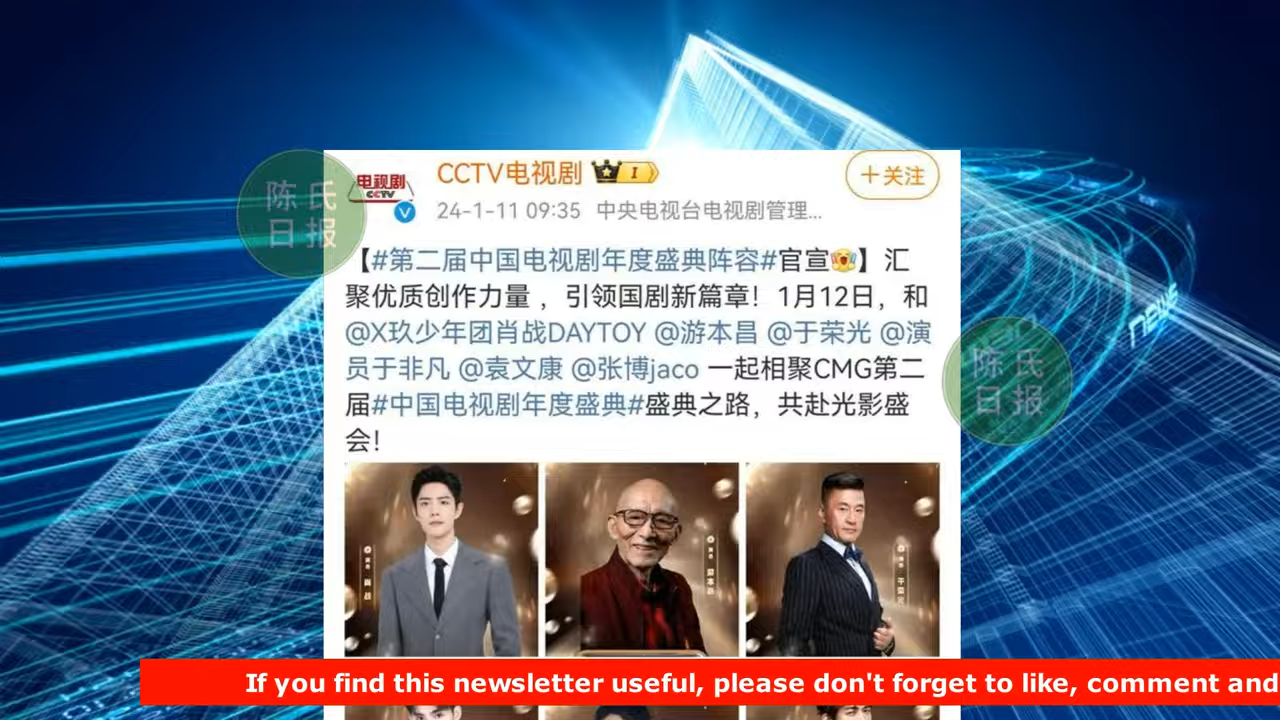 电视剧
CCTV
CCTV电视剧
I
十关注
24-1-11 09:35 中央电视台电视剧管理...
【#第二届中国电视剧年度盛典阵容#官宣】汇
聚优质创作力量，引领国剧新篇章！1月12日，和
@X玖少年团肖战DAYTOY @游本昌 @于荣光 @演
员于非凡 @袁文康 @张博jaco 一起相聚CMG第二
届#中国电视剧年度盛典#盛典之路，共赴光影盛
会！
陈氏
日报
news
陈氏
日报
If you find this newsletter useful, please don't forget to like, comment and